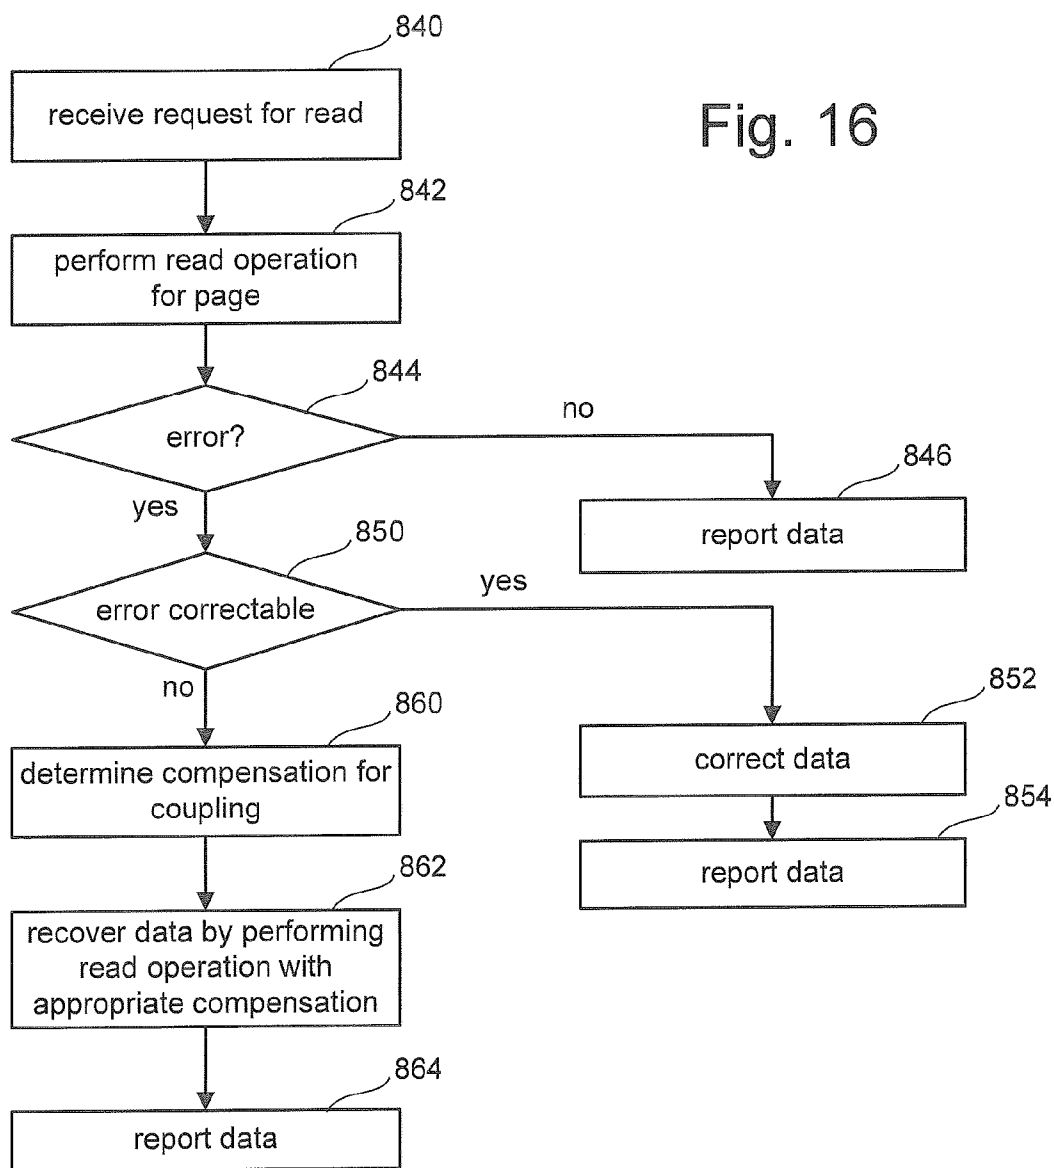 840
receive request for read
Fig. 16
842
perform read operation
for page
844
error?
no
846
report data
yes
850
error correctable
yes
852
correct data
no
860
determine compensation for
coupling
854
report data
862
recover data by performing
read operation with
appropriate compensation
864
report data